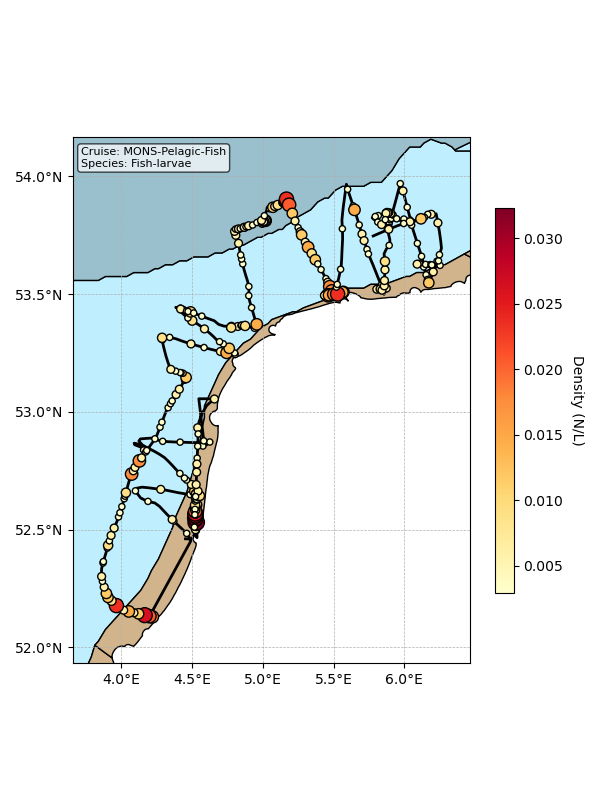 Cruise: MONS-Pelagic-Fish
Species: Fish-larvae
54.0°N
53.5°N
53.0°N
52.5°N
52.0°N
4.0°E
4.5°E
5.0°E
5.5°E
6.0°E
0.030
0.025
0.020
0.015
0.010
0.005
Density (N/L)